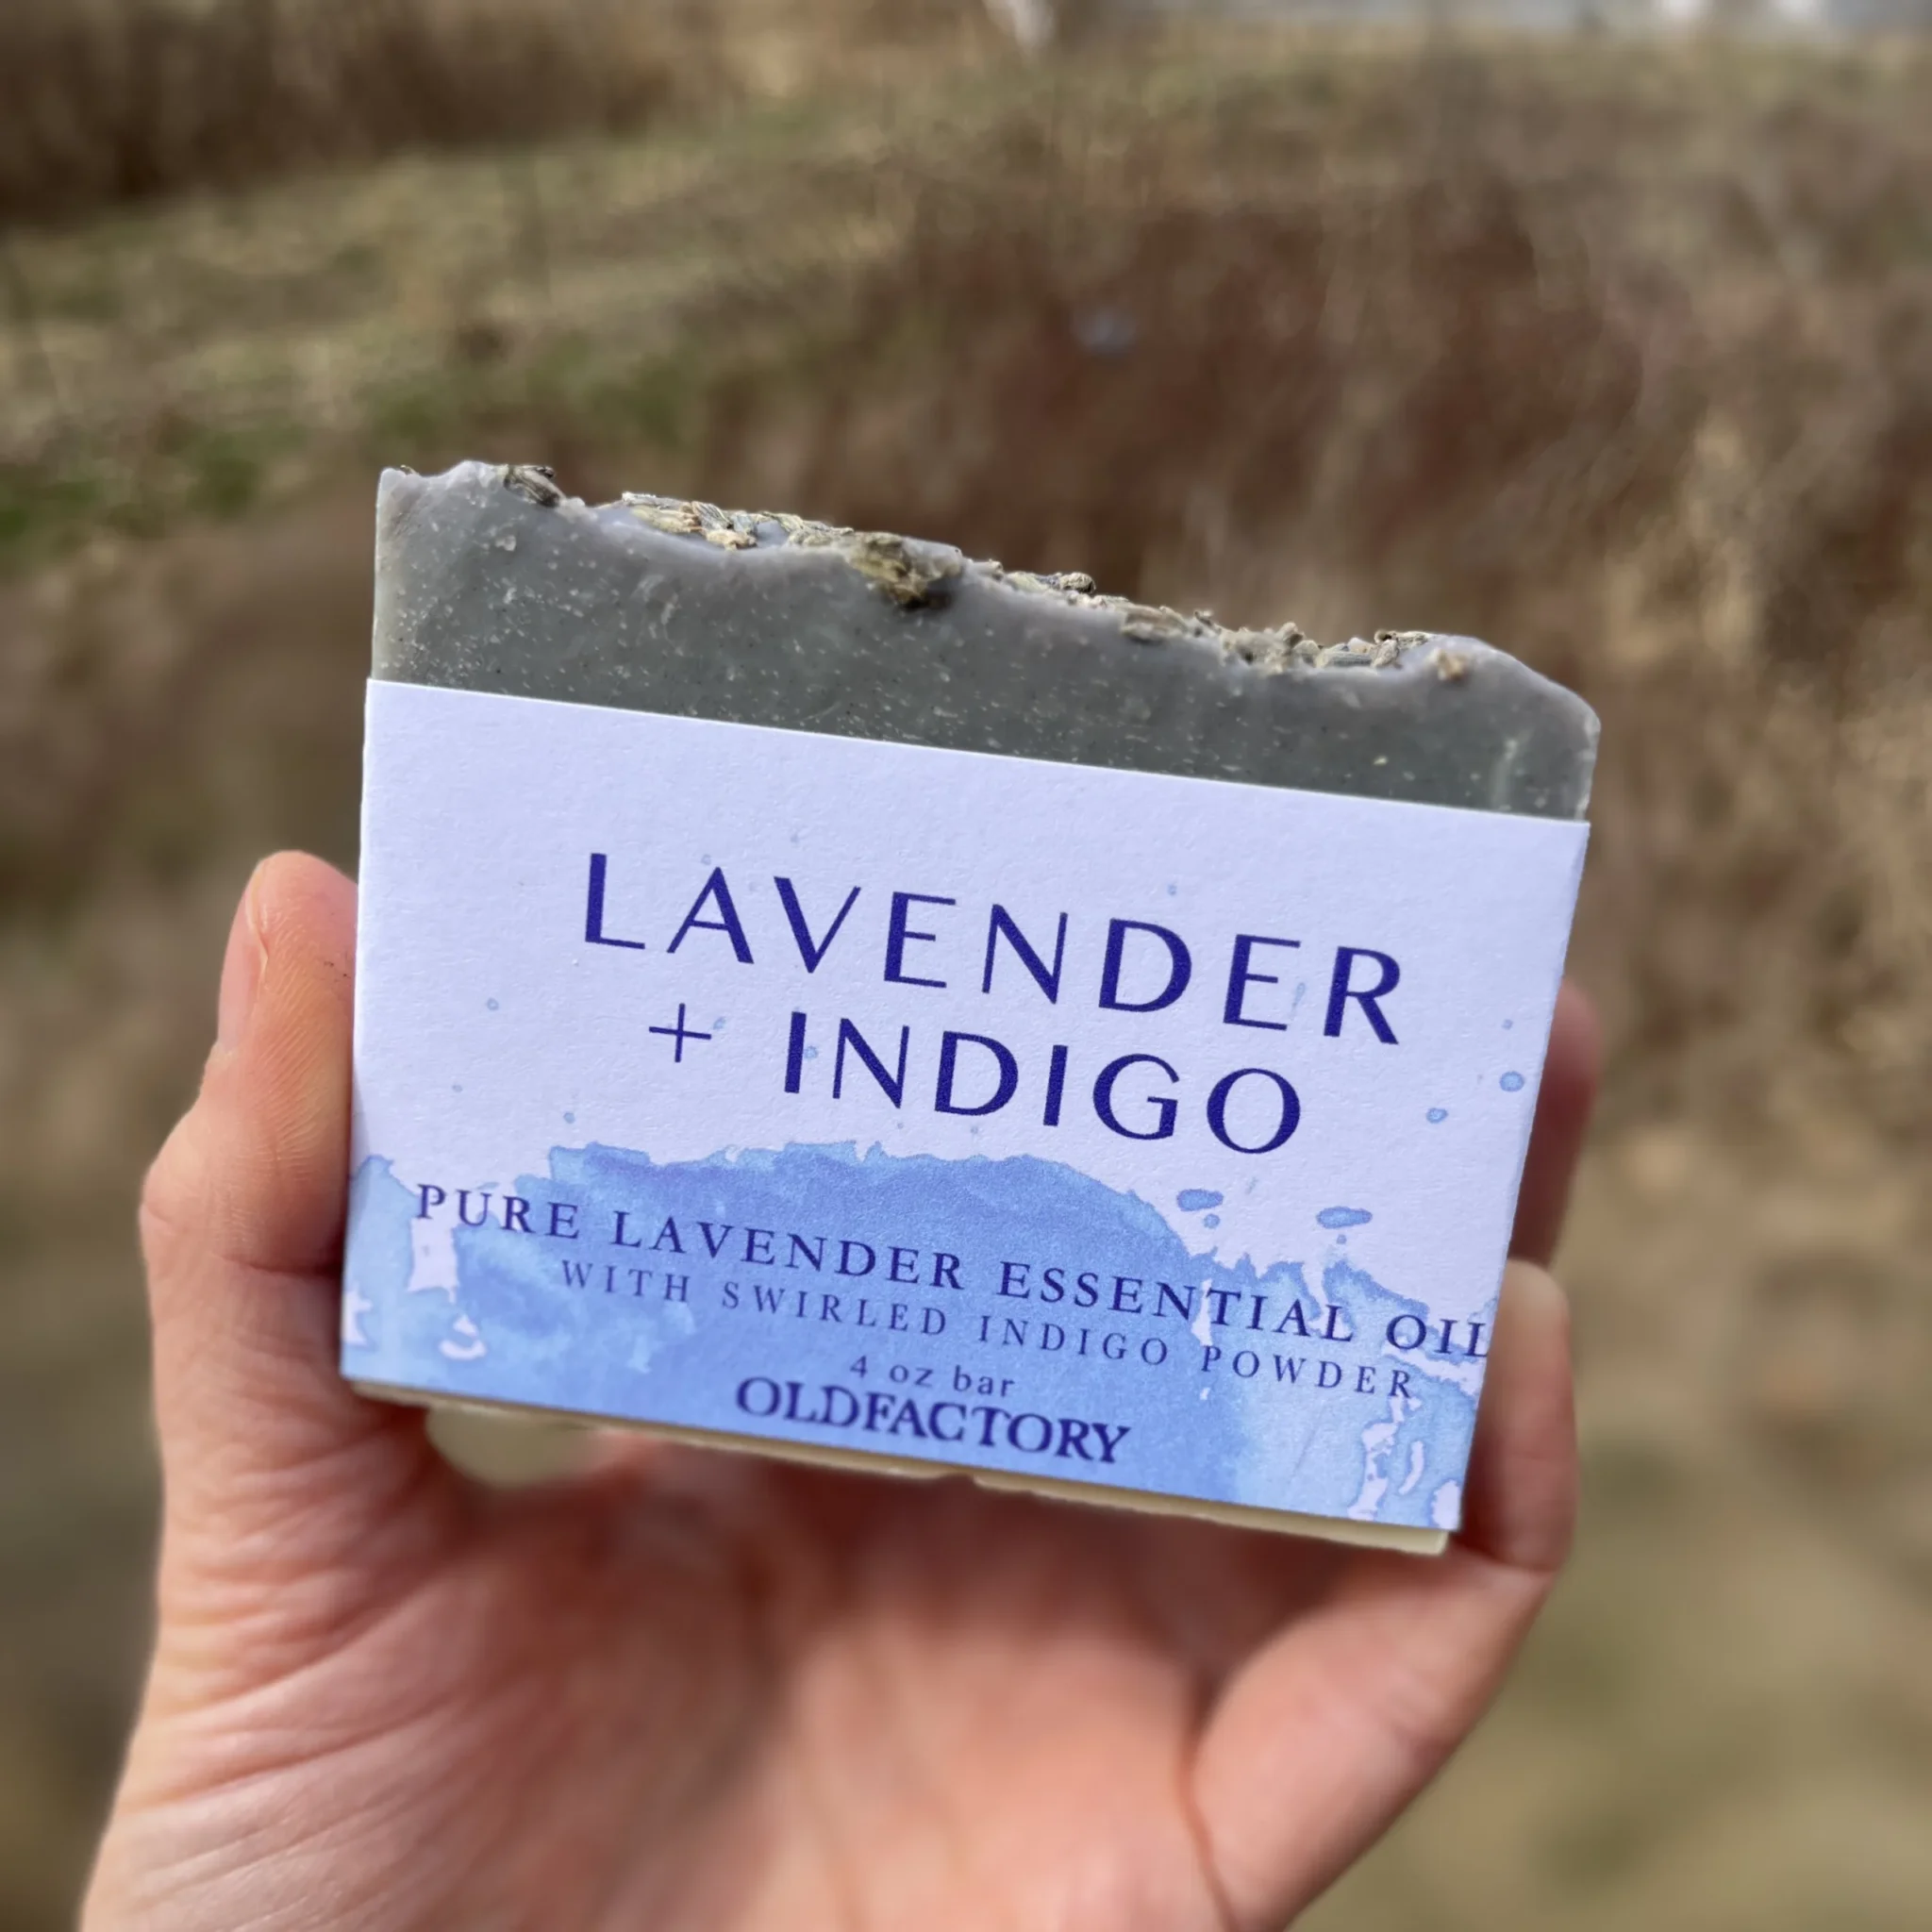 LAVENDER
+ INDIGO
PURE LAVENDER ESSENTIAL OIL
WITH SWIRLED INDIGO POWDER
4 oz bar
OLDFACTORY